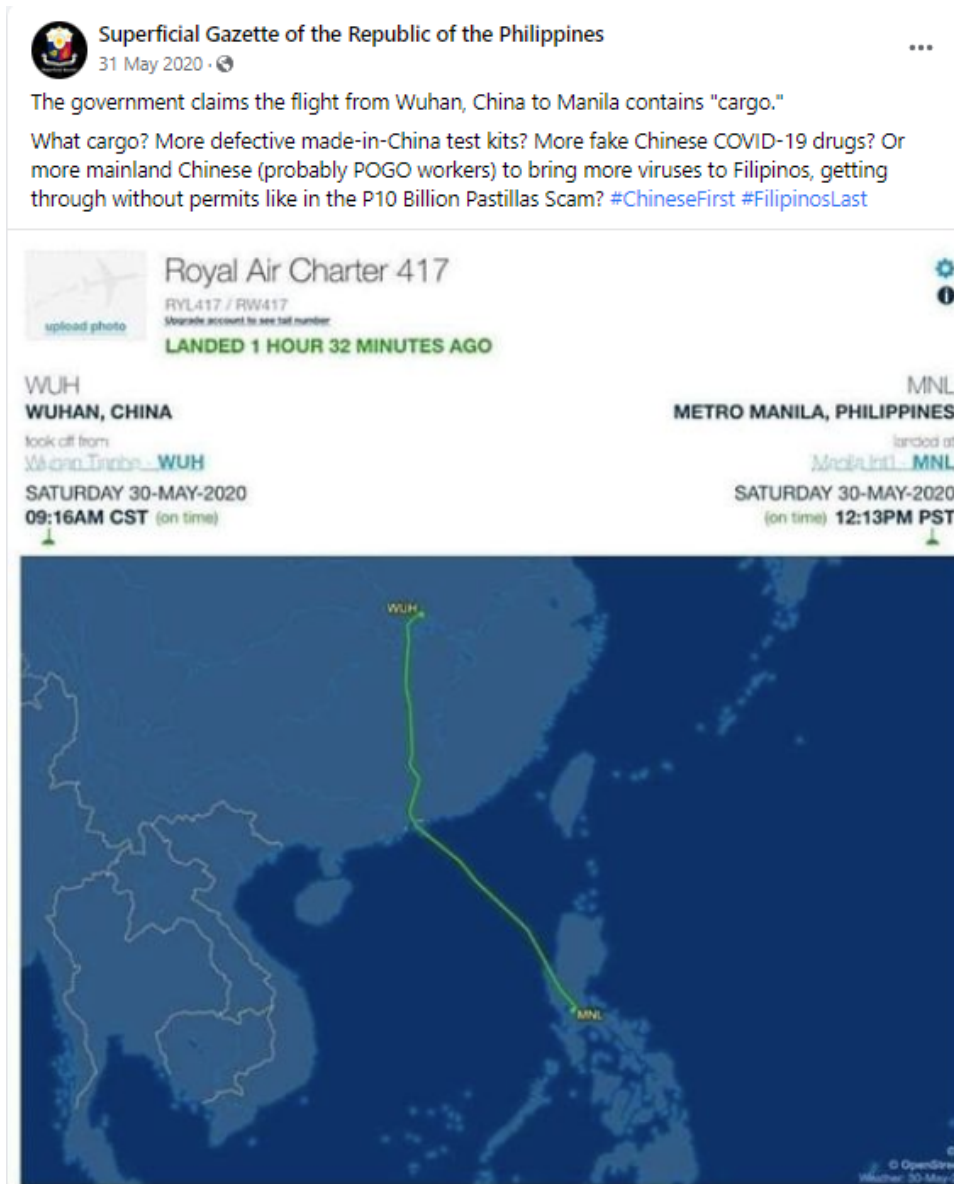 Superficial Gazette of the Republic of the Philippines
31 May 2020 ·
The government claims the flight from Wuhan, China to Manila contains "cargo."
What cargo? More defective made-in-China test kits? More fake Chinese COVID-19 drugs? Or
more mainland Chinese (probably POGO workers) to bring more viruses to Filipinos, getting
through without permits like in the P10 Billion Pastillas Scam? #ChineseFirst #FilipinosLast
upload photo
Royal Air Charter 417
RYL417 / RW417
Upgrade account to see tail number
LANDED 1 HOUR 32 MINUTES AGO
WUH
WUHAN, CHINA
took off from
WUH
SATURDAY 30-MAY-2020
09:16AM CST (on time)
MNL
METRO MANILA, PHILIPPINES
landed at
MNL
SATURDAY 30-MAY-2020
(on time) 12:13PM PST
WUH
MNL
© OpenStre
Weather: 30-May-